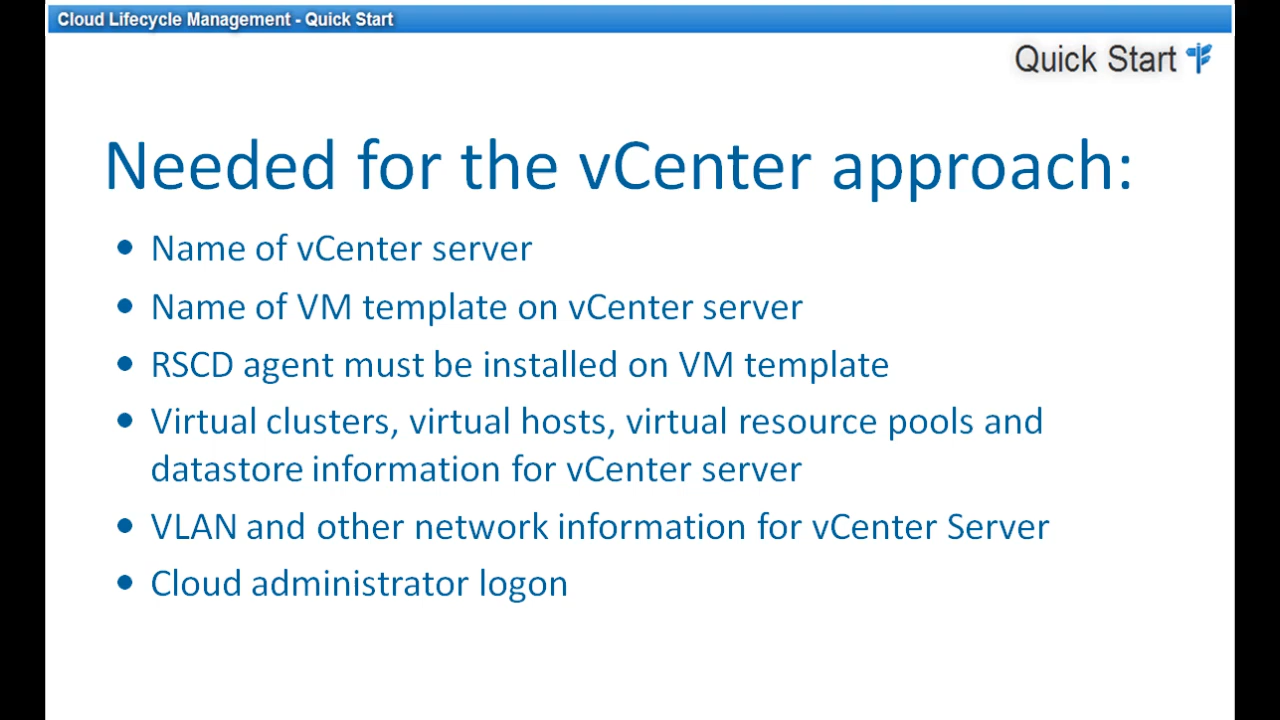 Cloud Lifecycle Management - Quick Start
Quick Start
Needed for the vCenter approach:
• Name of vCenter server
• Name of VM template on vCenter server
• RSCD agent must be installed on VM template
• Virtual clusters, virtual hosts, virtual resource pools and
datastore information for vCenter server
• VLAN and other network information for vCenter Server
• Cloud administrator logon